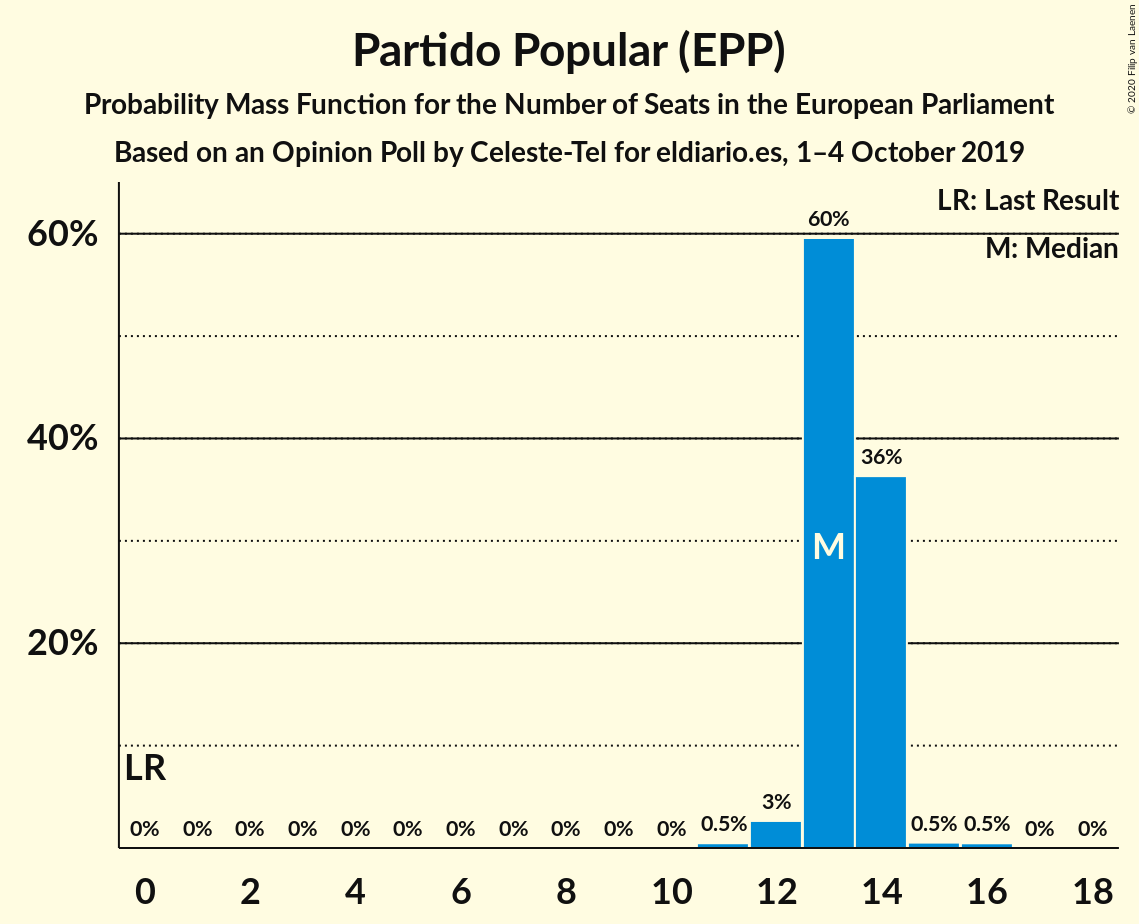 Partido Popular (EPP)
Probability Mass Function for the Number of Seats in the European Parliament
Based on an Opinion Poll by Celeste-Tel for eldiario.es, 1–4 October 2019
© 2020 Filip van Laenen
LR: Last Result
M: Median
60%
40%
20%
60%
36%
M
LR
0% 0% 0% 0% 0% 0% 0% 0% 0% 0% 0% 0.5% 3% 0.5% 0.5% 0% 0%
0 2 4 6 8 10 12 14 16 18